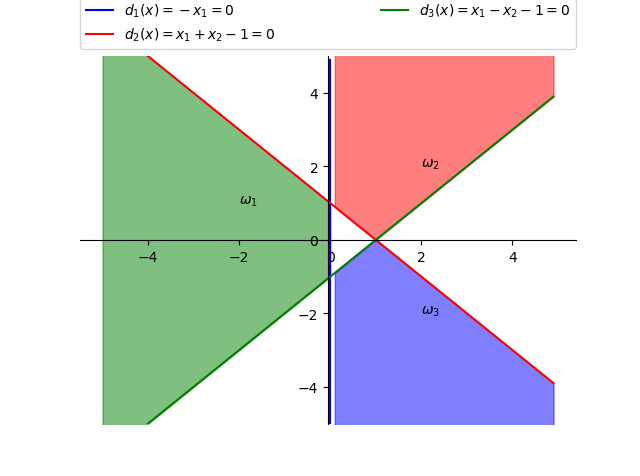 d₁(x) = −x₁ = 0
d₂(x) = x₁ + x₂ − 1 = 0
d₃(x) = x₁ − x₂ − 1 = 0
4
2
0
−2
−4
−4
−2
0
2
4
ω₁
ω₂
ω₃